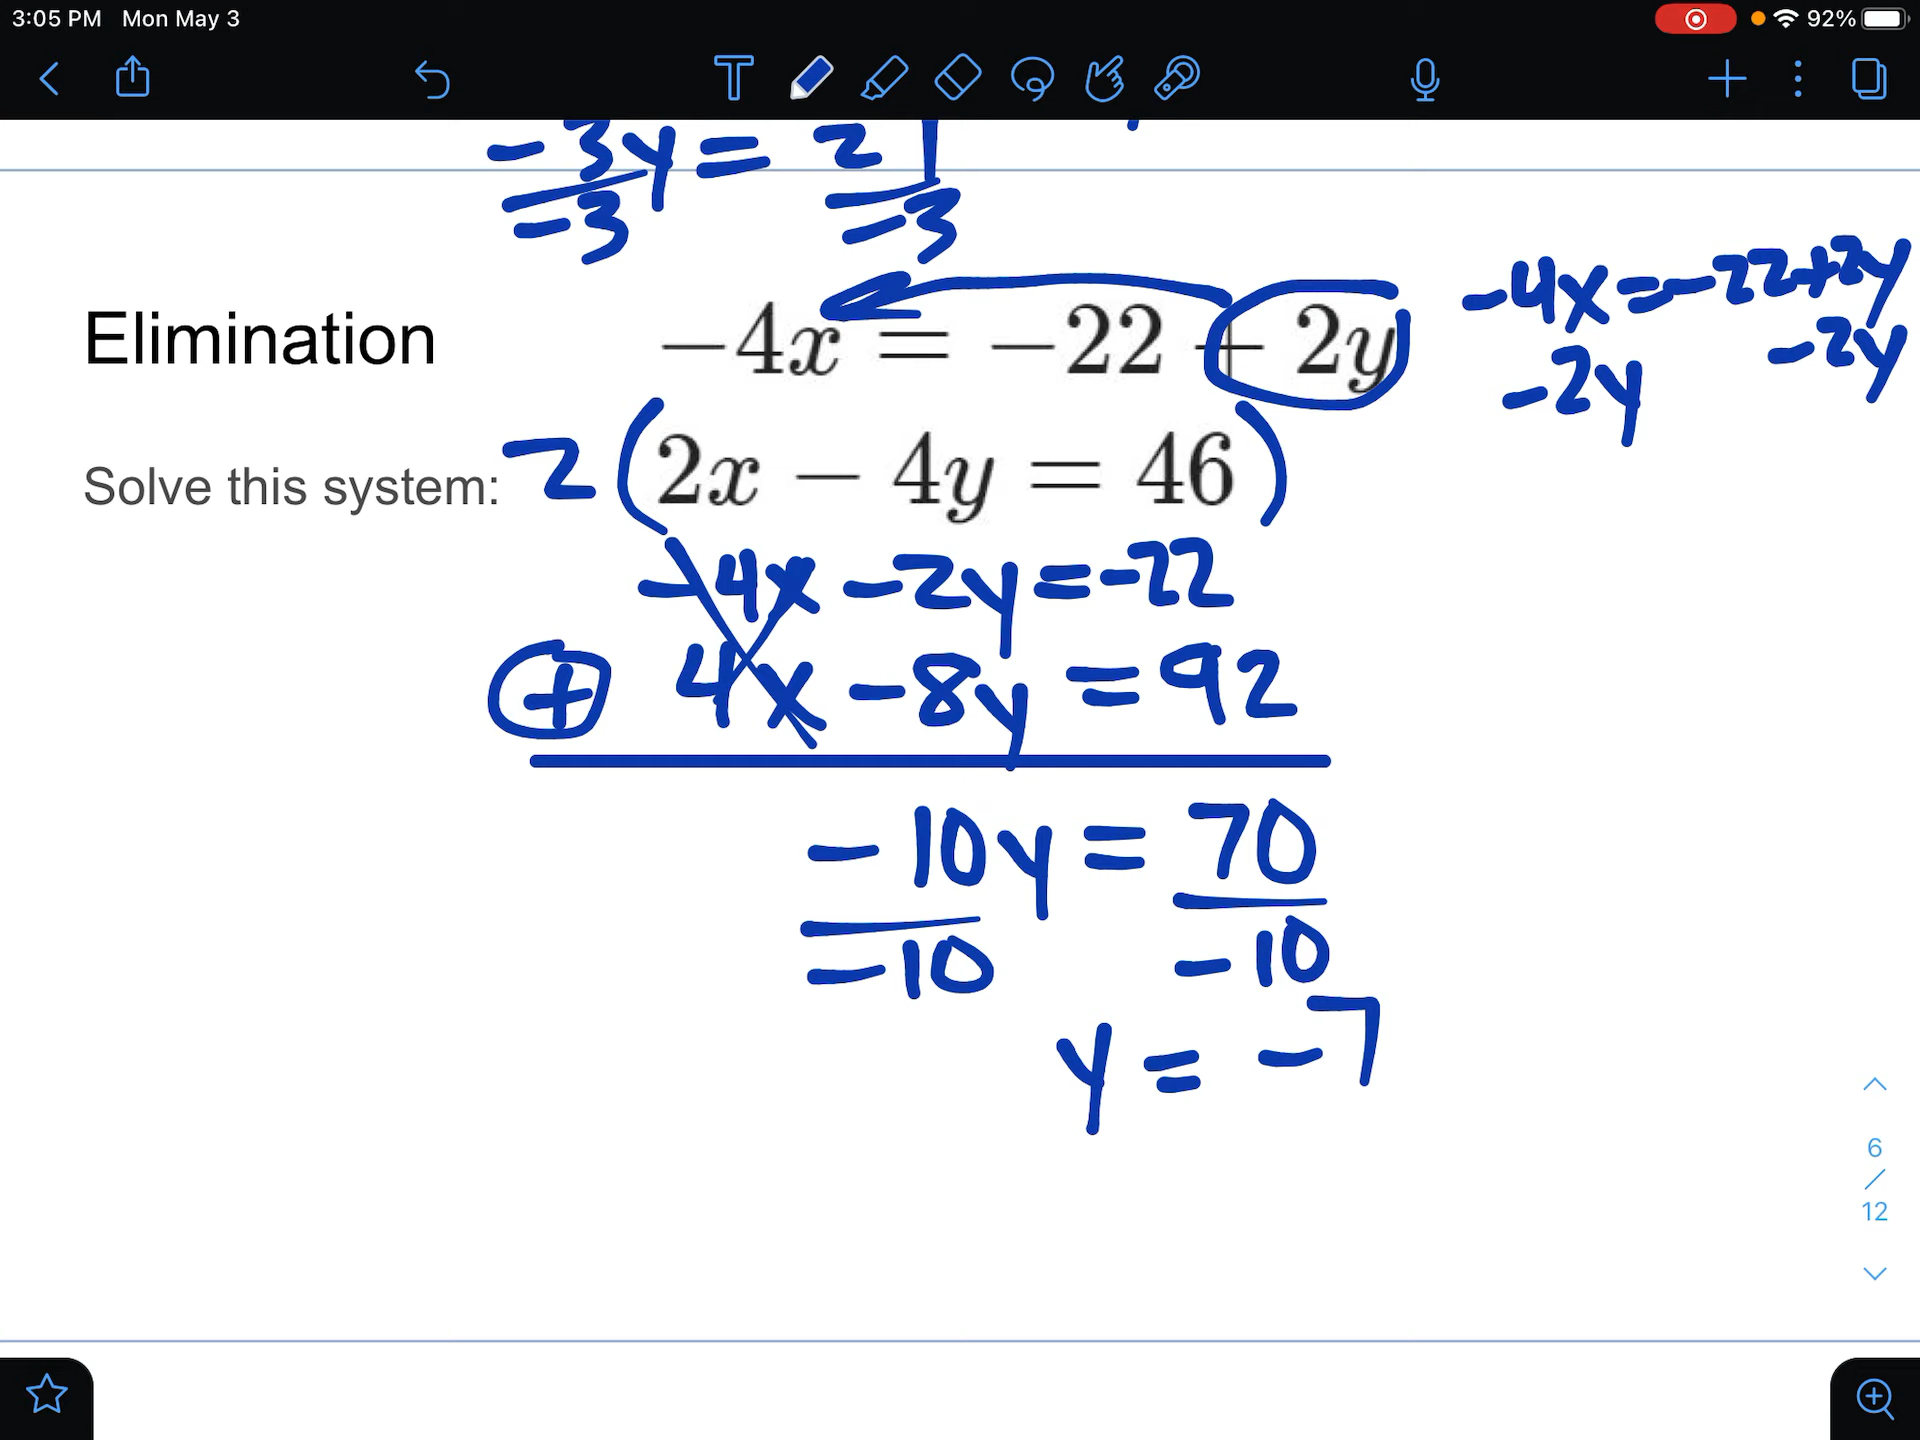 3:05 PM Mon May 3
92%
-3y = 21
-3 -3
Elimination
-4x = -22 + 2y
-4x = -22+2y
-2y -2y
Solve this system:
2(2x - 4y = 46)
-4x -2y = -22
+ 4x -8y = 92
-10y = 70
-10 -10
y = -7
6
/
12